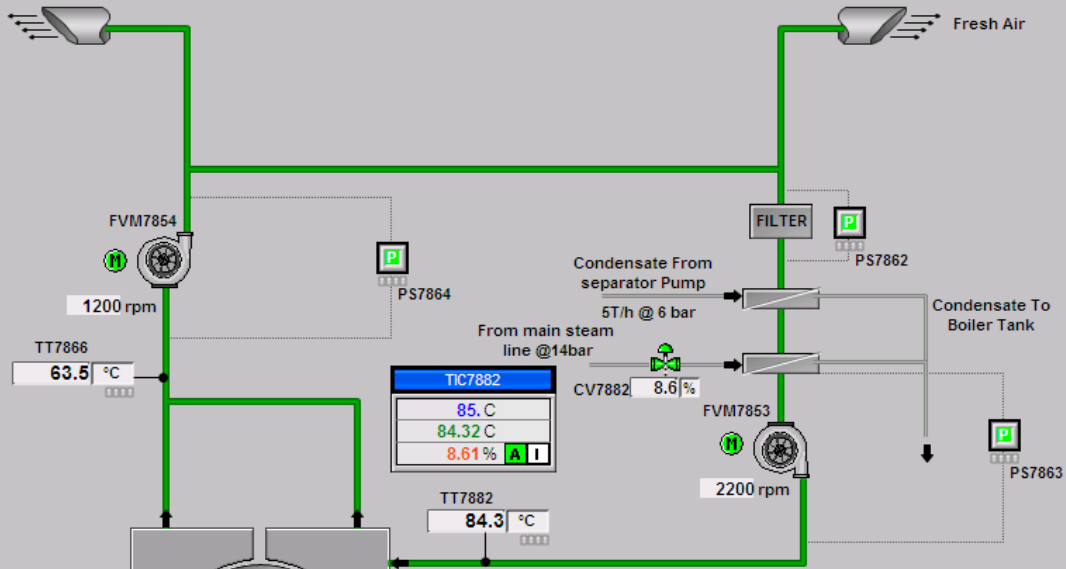 Fresh Air
FVM7854
M
1200 rpm
P
PS7864
TT7866
63.5 °C
FILTER
P
PS7862
Condensate From
separator Pump
5T/h @ 6 bar
Condensate To
Boiler Tank
From main steam
line @14bar
CV7882 8.6 %
TIC7882
85. C
84.32 C
8.61 % A I
FVM7853
M
2200 rpm
P
PS7863
TT7882
84.3 °C